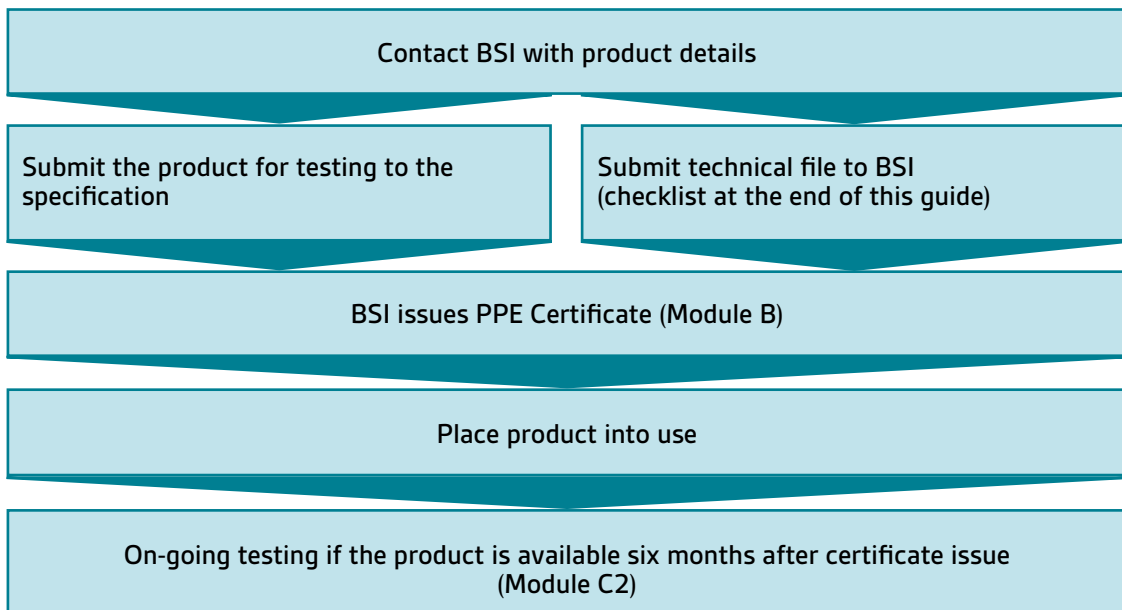 Contact BSI with product details
Submit the product for testing to the
specification
Submit technical file to BSI
(checklist at the end of this guide)
BSI issues PPE Certificate (Module B)
Place product into use
On-going testing if the product is available six months after certificate issue
(Module C2)